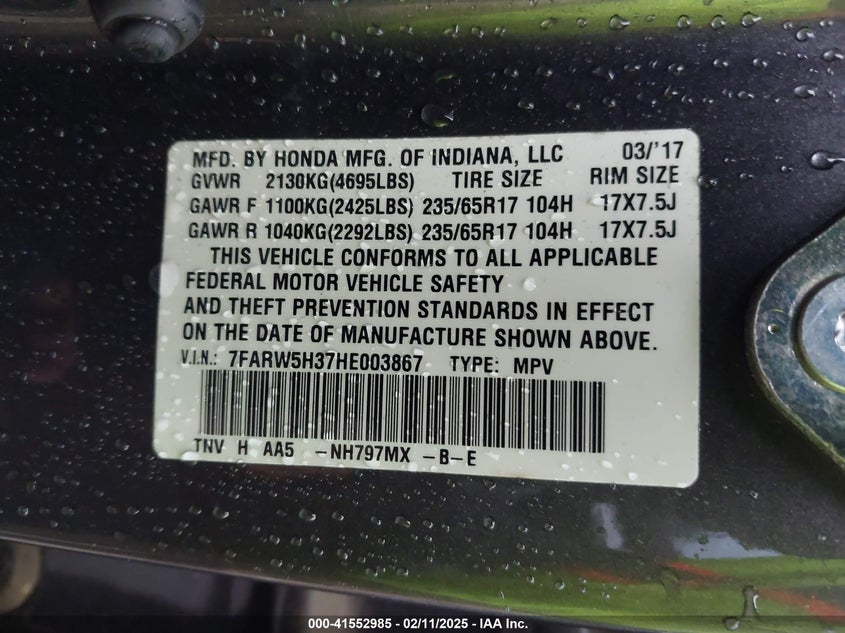 MFD. BY HONDA MFG. OF INDIANA, LLC 03/'17
GVWR 2130KG(4695LBS) TIRE SIZE RIM SIZE
GAWR F 1100KG(2425LBS) 235/65R17 104H 17X7.5J
GAWR R 1040KG(2292LBS) 235/65R17 104H 17X7.5J
THIS VEHICLE CONFORMS TO ALL APPLICABLE
FEDERAL MOTOR VEHICLE SAFETY
AND THEFT PREVENTION STANDARDS IN EFFECT
ON THE DATE OF MANUFACTURE SHOWN ABOVE.
V.I.N.: 7FARW5H37HE003867 TYPE: MPV
TNV H AA5 -NH797MX -B-E
000-41552985 - 02/11/2025 - IAA Inc.